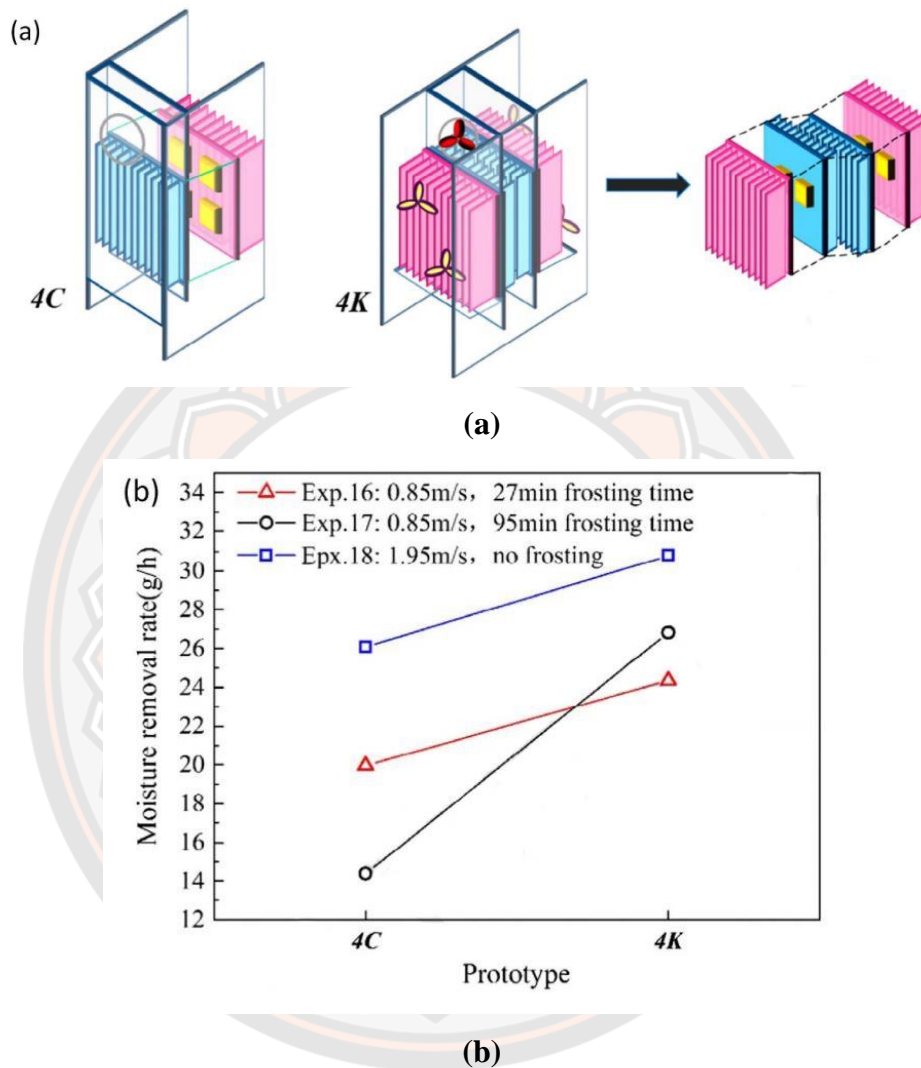 (a)
4C
4K
(a)
(b)
Exp.16: 0.85m/s, 27min frosting time
Exp.17: 0.85m/s, 95min frosting time
Epx.18: 1.95m/s, no frosting
Moisture removal rate(g/h)
34
32
30
28
26
24
22
20
18
16
14
12
4C
4K
Prototype
(b)